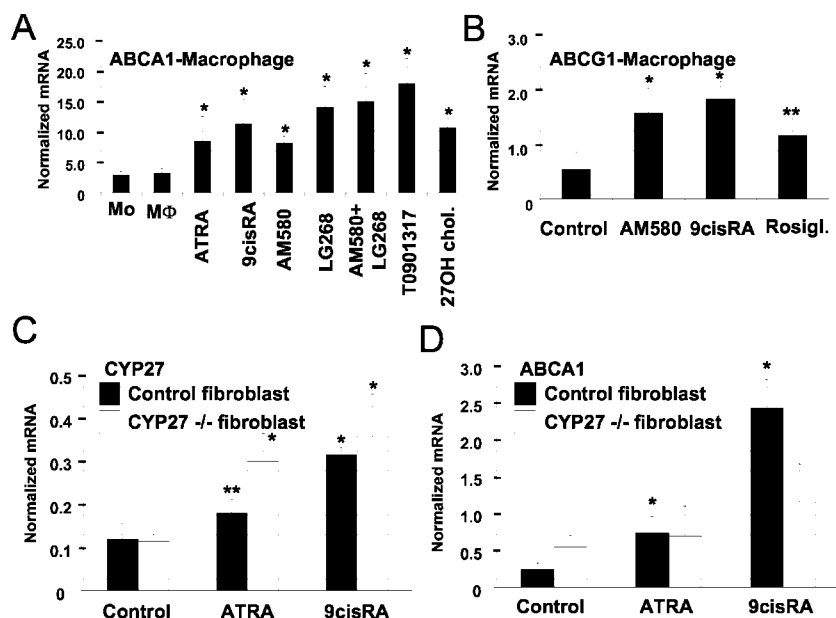 A
ABCA1-Macrophage
Normalized mRNA
25.0
20.0
15.0
10.0
5.0
0.0
*
*
*
*
*
*
*
Mo
MΦ
ATRA
9cisRA
AM580
LG268
AM580+
LG268
T0901317
27OH chol.
B
ABCG1-Macrophage
Normalized mRNA
3.0
2.0
1.0
0
*
*
**
Control
AM580
9cisRA
Rosigl.
C
CYP27
Control fibroblast
CYP27 -/- fibroblast
Normalized mRNA
0.5
0.4
0.3
0.2
0.1
0
**
*
*
*
Control
ATRA
9cisRA
D
ABCA1
Control fibroblast
CYP27 -/- fibroblast
Normalized mRNA
3.0
2.5
2.0
1.5
1.0
0.5
0
*
*
Control
ATRA
9cisRA